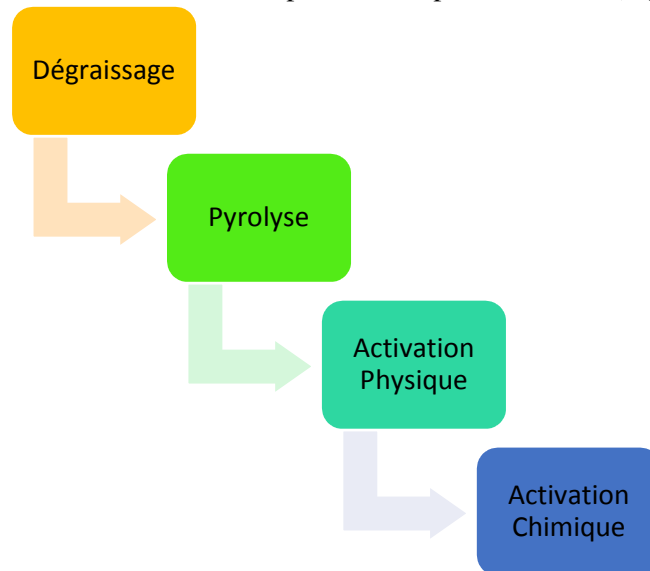 Dégraissage
Pyrolyse
Activation
Physique
Activation
Chimique